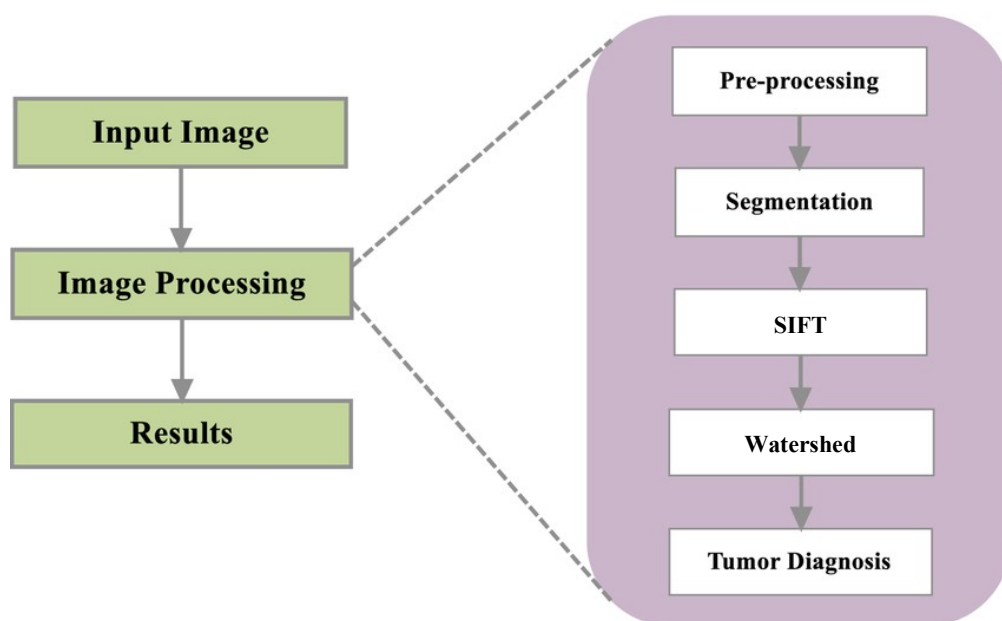 Input Image
Image Processing
Results
Pre-processing
Segmentation
SIFT
Watershed
Tumor Diagnosis